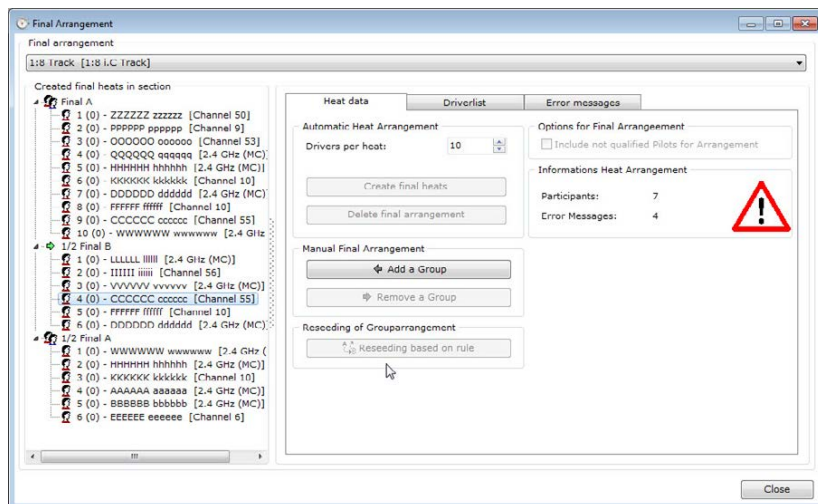 Final Arrangement
Final arrangement
1:8 Track [1:8 I.C Track]
Created final heats in section
Final A
1 (0) - ZZZZZZ zzzzzz [Channel 50]
2 (0) - PPPPPP pppppp [Channel 9]
3 (0) - OOOOOO oooooo [Channel 53]
4 (0) - QQQQQQ qqqqqq [2.4 GHz (MC)]
5 (0) - HHHHHH hhhhhh [2.4 GHz (MC)]
6 (0) - KKKKKK kkkkkk [Channel 10]
7 (0) - DDDDDD dddddd [2.4 GHz (MC)]
8 (0) - FFFFFF ffffff [Channel 10]
9 (0) - CCCCCC cccccc [Channel 55]
10 (0) - WWWWWW wwwwww [2.4 GHz
1/2 Final B
1 (0) - LLLLLL llllll [2.4 GHz (MC)]
2 (0) - IIIIII iiiiii [Channel 56]
3 (0) - VVVVVV vvvvvv [2.4 GHz (MC)]
4 (0) - CCCCCC cccccc [Channel 55]
5 (0) - FFFFFF ffffff [Channel 10]
6 (0) - DDDDDD dddddd [2.4 GHz (MC)]
1/2 Final A
1 (0) - WWWWWW wwwwww [2.4 GHz (
2 (0) - HHHHHH hhhhhh [2.4 GHz (MC)]
3 (0) - KKKKKK kkkkkk [Channel 10]
4 (0) - AAAAAA aaaaaa [2.4 GHz (MC)]
5 (0) - BBBBBB bbbbbb [2.4 GHz (MC)]
6 (0) - EEEEEE eeeeee [Channel 6]
Heat data
Driverlist
Error messages
Automatic Heat Arrangement
Drivers per heat: 10
Create final heats
Delete final arrangement
Manual Final Arrangement
Add a Group
Remove a Group
Reseeding of Grouparrangement
Reseeding based on rule
Options for Final Arrangeement
Include not qualified Pilots for Arrangement
Informations Heat Arrangement
Participants: 7
Error Messages: 4
Close